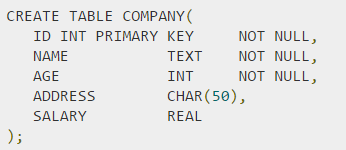 CREATE TABLE COMPANY(
   ID INT PRIMARY KEY     NOT NULL,
   NAME           TEXT    NOT NULL,
   AGE            INT     NOT NULL,
   ADDRESS        CHAR(50),
   SALARY         REAL
);